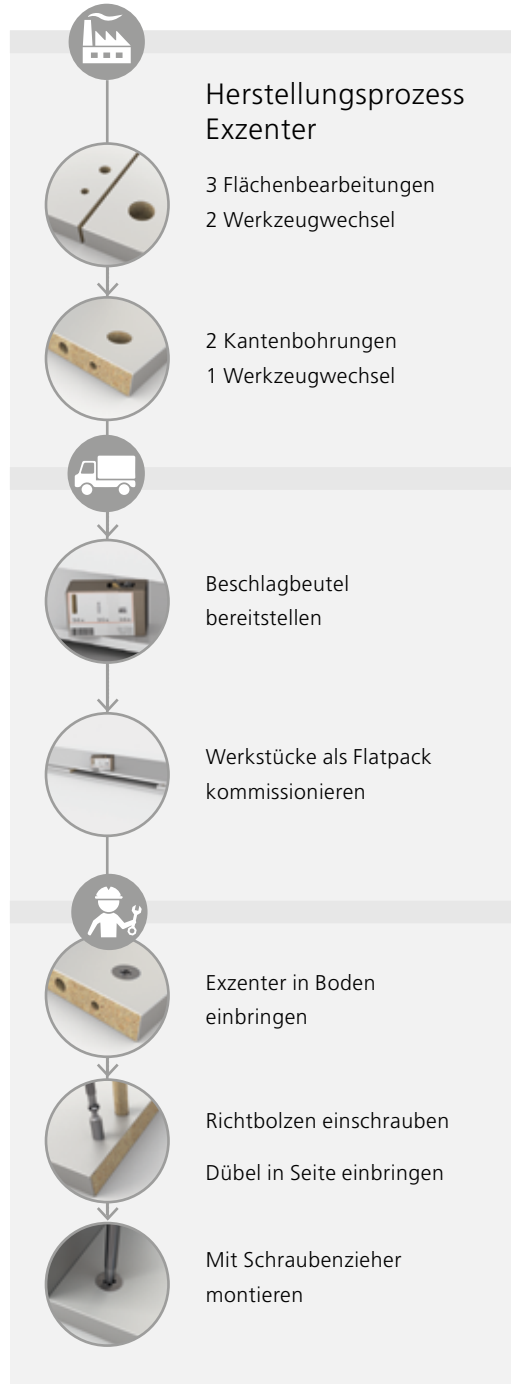 Herstellungsprozess
Exzenter
3 Flächenbearbeitungen
2 Werkzeugwechsel
2 Kantenbohrungen
1 Werkzeugwechsel
Beschlagbeutel
bereitstellen
Werkstücke als Flatpack
kommissionieren
Exzenter in Boden
einbringen
Richtbolzen einschrauben
Dübel in Seite einbringen
Mit Schraubenzieher
montieren